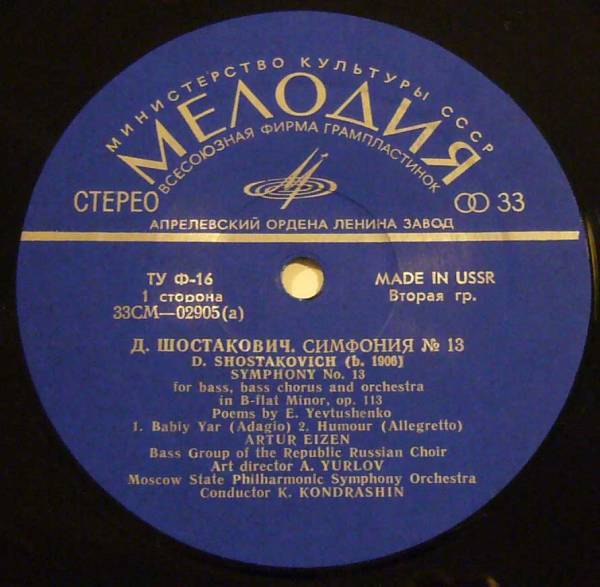 МИНИСТЕРСТВО КУЛЬТУРЫ СССР
МЕЛОДИЯ
ВСЕСОЮЗНАЯ ФИРМА ГРАМПЛАСТИНОК
СТЕРЕО
33
АПРЕЛЕВСКИЙ ОРДЕНА ЛЕНИНА ЗАВОД
ТУ Ф-16
1 сторона
33СМ—02905(а)
MADE IN USSR
Вторая гр.
Д. ШОСТАКОВИЧ. СИМФОНИЯ № 13
D. SHOSTAKOVICH (b. 1906)
SYMPHONY No. 13
for bass, bass chorus and orchestra
in B-flat Minor, op. 113
Poems by E. Yevtushenko
1. Babiy Yar (Adagio) 2. Humour (Allegretto)
ARTUR EIZEN
Bass Group of the Republic Russian Choir
Art director A. YURLOV
Moscow State Philharmonic Symphony Orchestra
Conductor K. KONDRASHIN